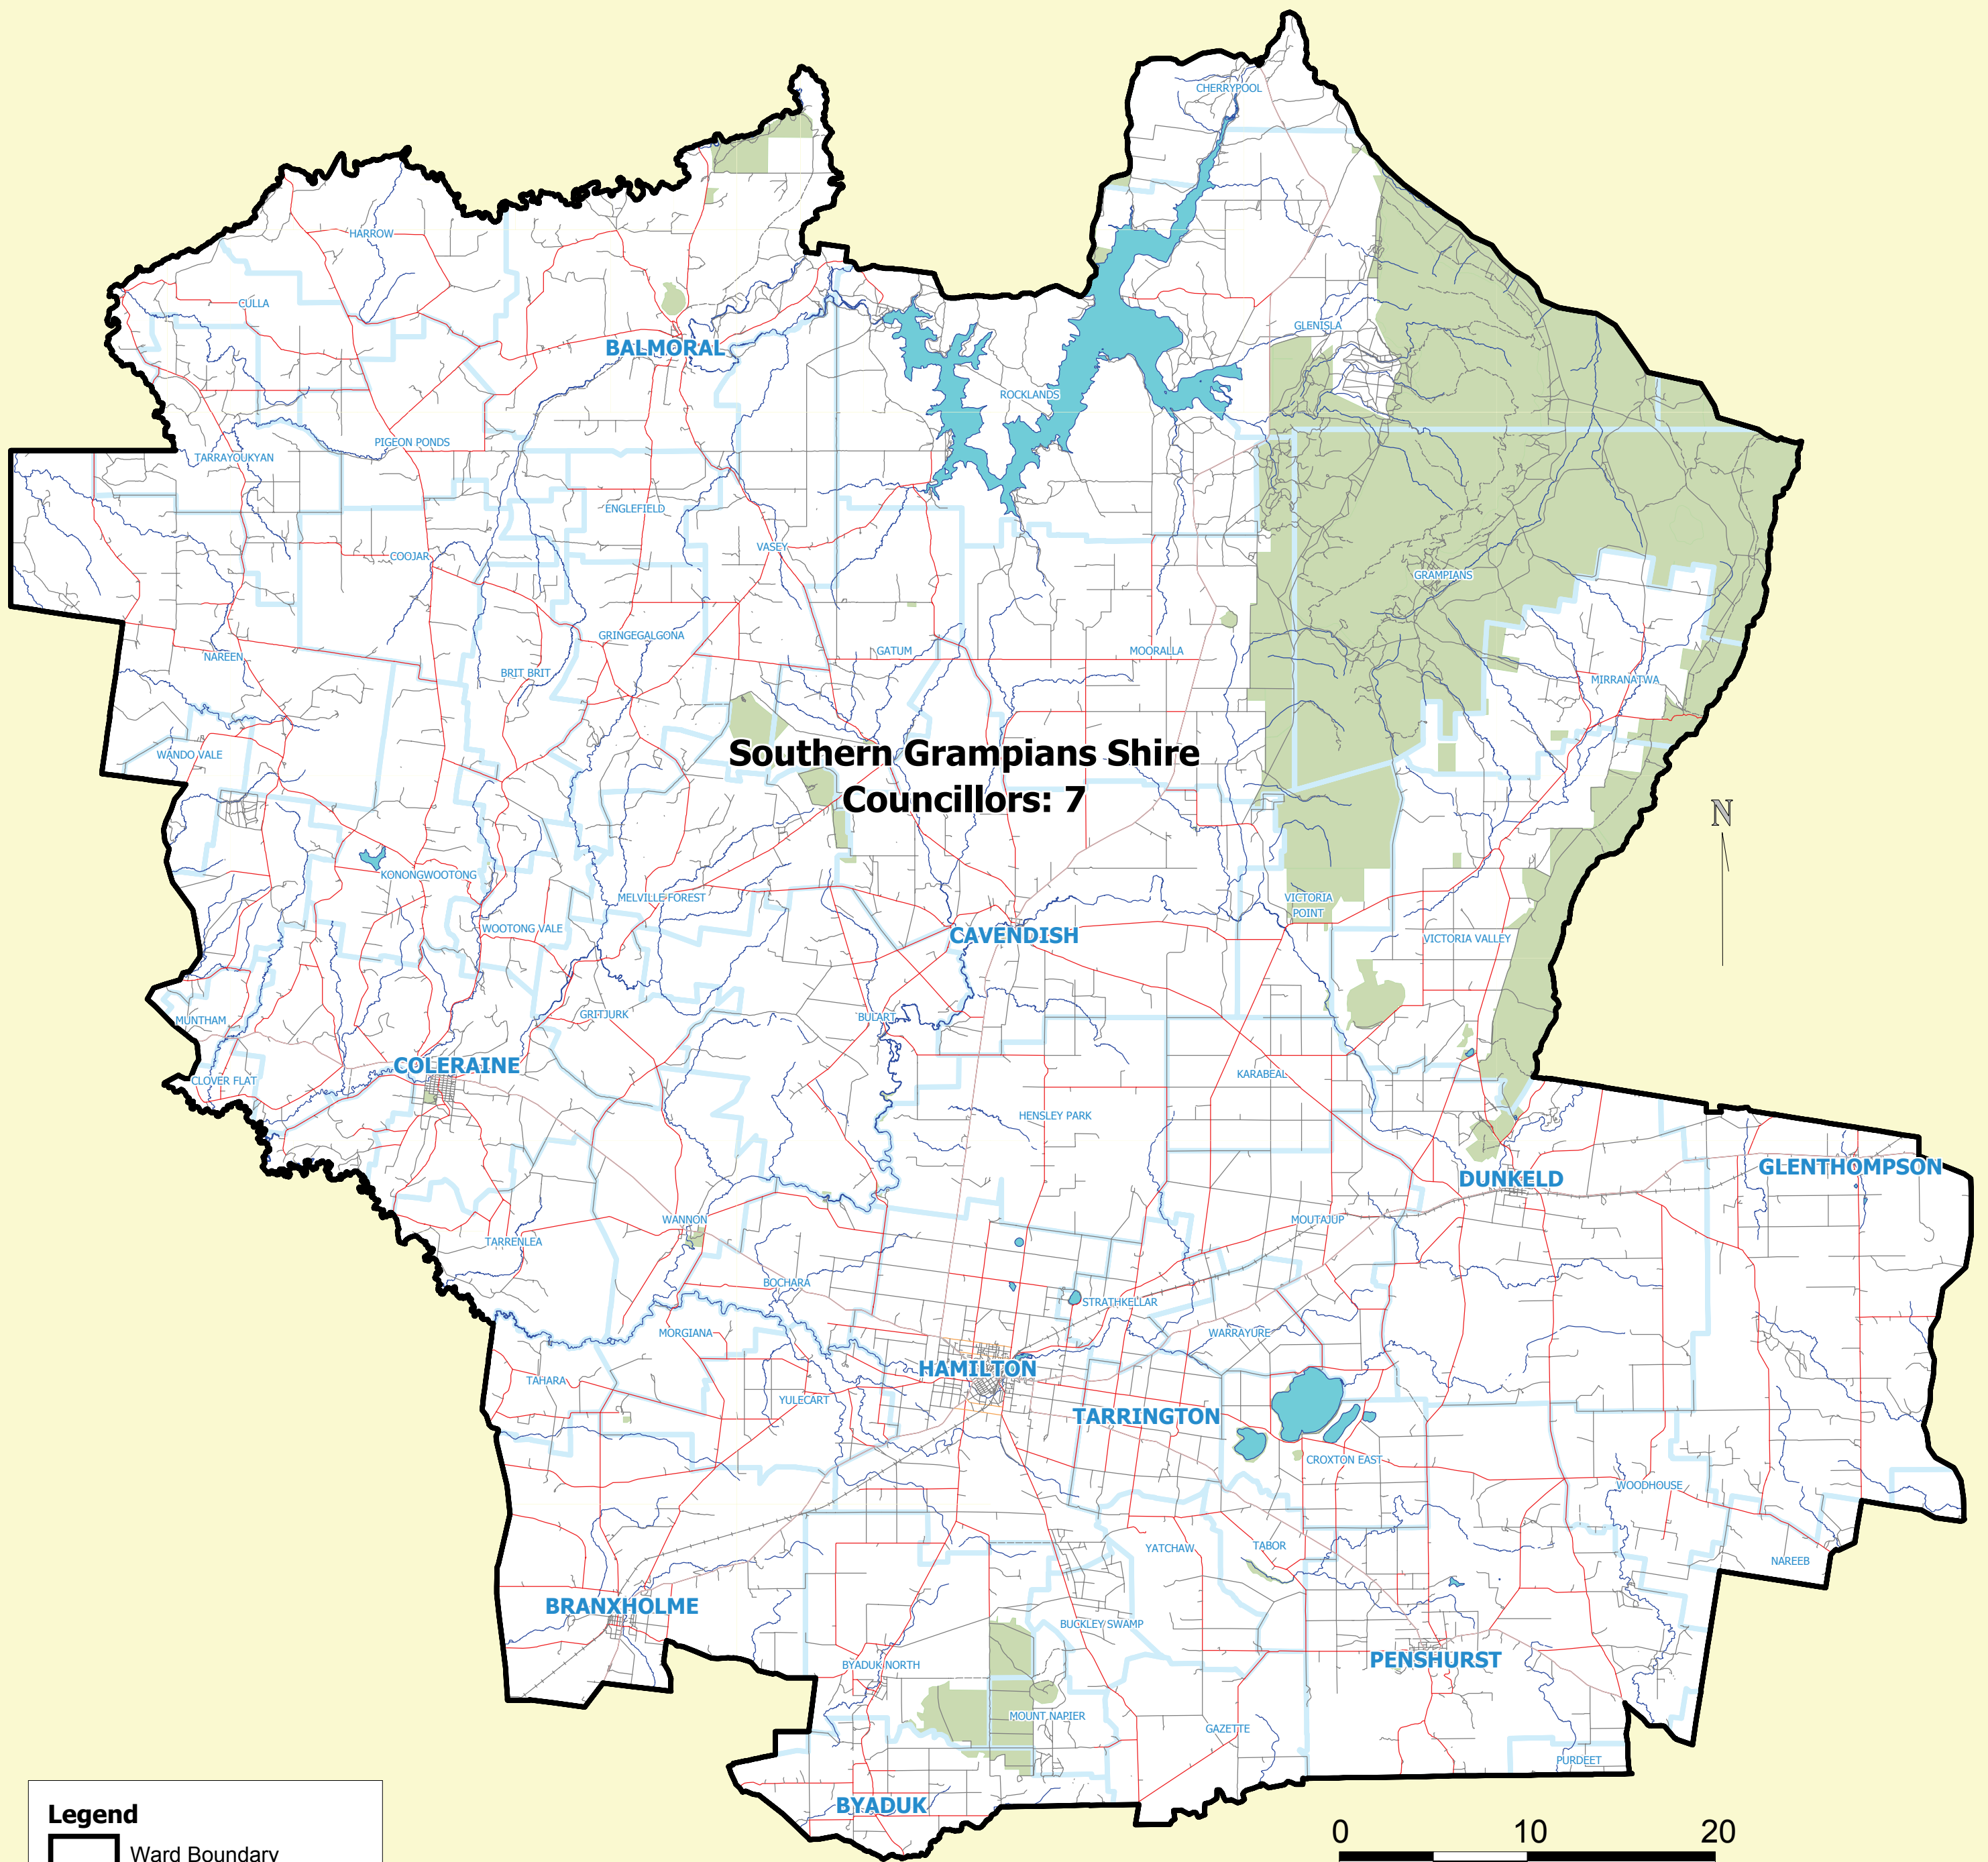 CHERRYPOOL
HARROW
CULLA
GLENISLA
BALMORAL
ROCKLANDS
PIGEON PONDS
TARRAYOUKYAN
ENGLEFIELD
VASEY
COOJAR
GRAMPIANS
GRINGEGALGONA
NAREEN
GATUM
MOORALLA
BRIT BRIT
MIRRANATWA
WANDO VALE
Southern Grampians Shire
Councillors: 7
N
KONONGWOOTONG
MELVILLE FOREST
VICTORIA
POINT
WOOTONG VALE
CAVENDISH
VICTORIA VALLEY
MUNTHAM
GRITJURK
BULART
COLERAINE
CLOVER FLAT
KARABEAL
HENSLEY PARK
GLENTHOMPSON
DUNKELD
WANNON
MOUTAJUP
TARRENLEA
BOCHARA
STRATHKELLAR
MORGIANA
WARRAYURE
HAMILTON
TAHARA
YULECART
TARRINGTON
CROXTON EAST
WOODHOUSE
YATCHAW
TABOR
NAREEB
BRANXHOLME
BUCKLEY SWAMP
PENSHURST
BYADUK NORTH
MOUNT NAPIER
GAZETTE
PURDEET
BYADUK
Legend
Ward Boundary
0 10 20